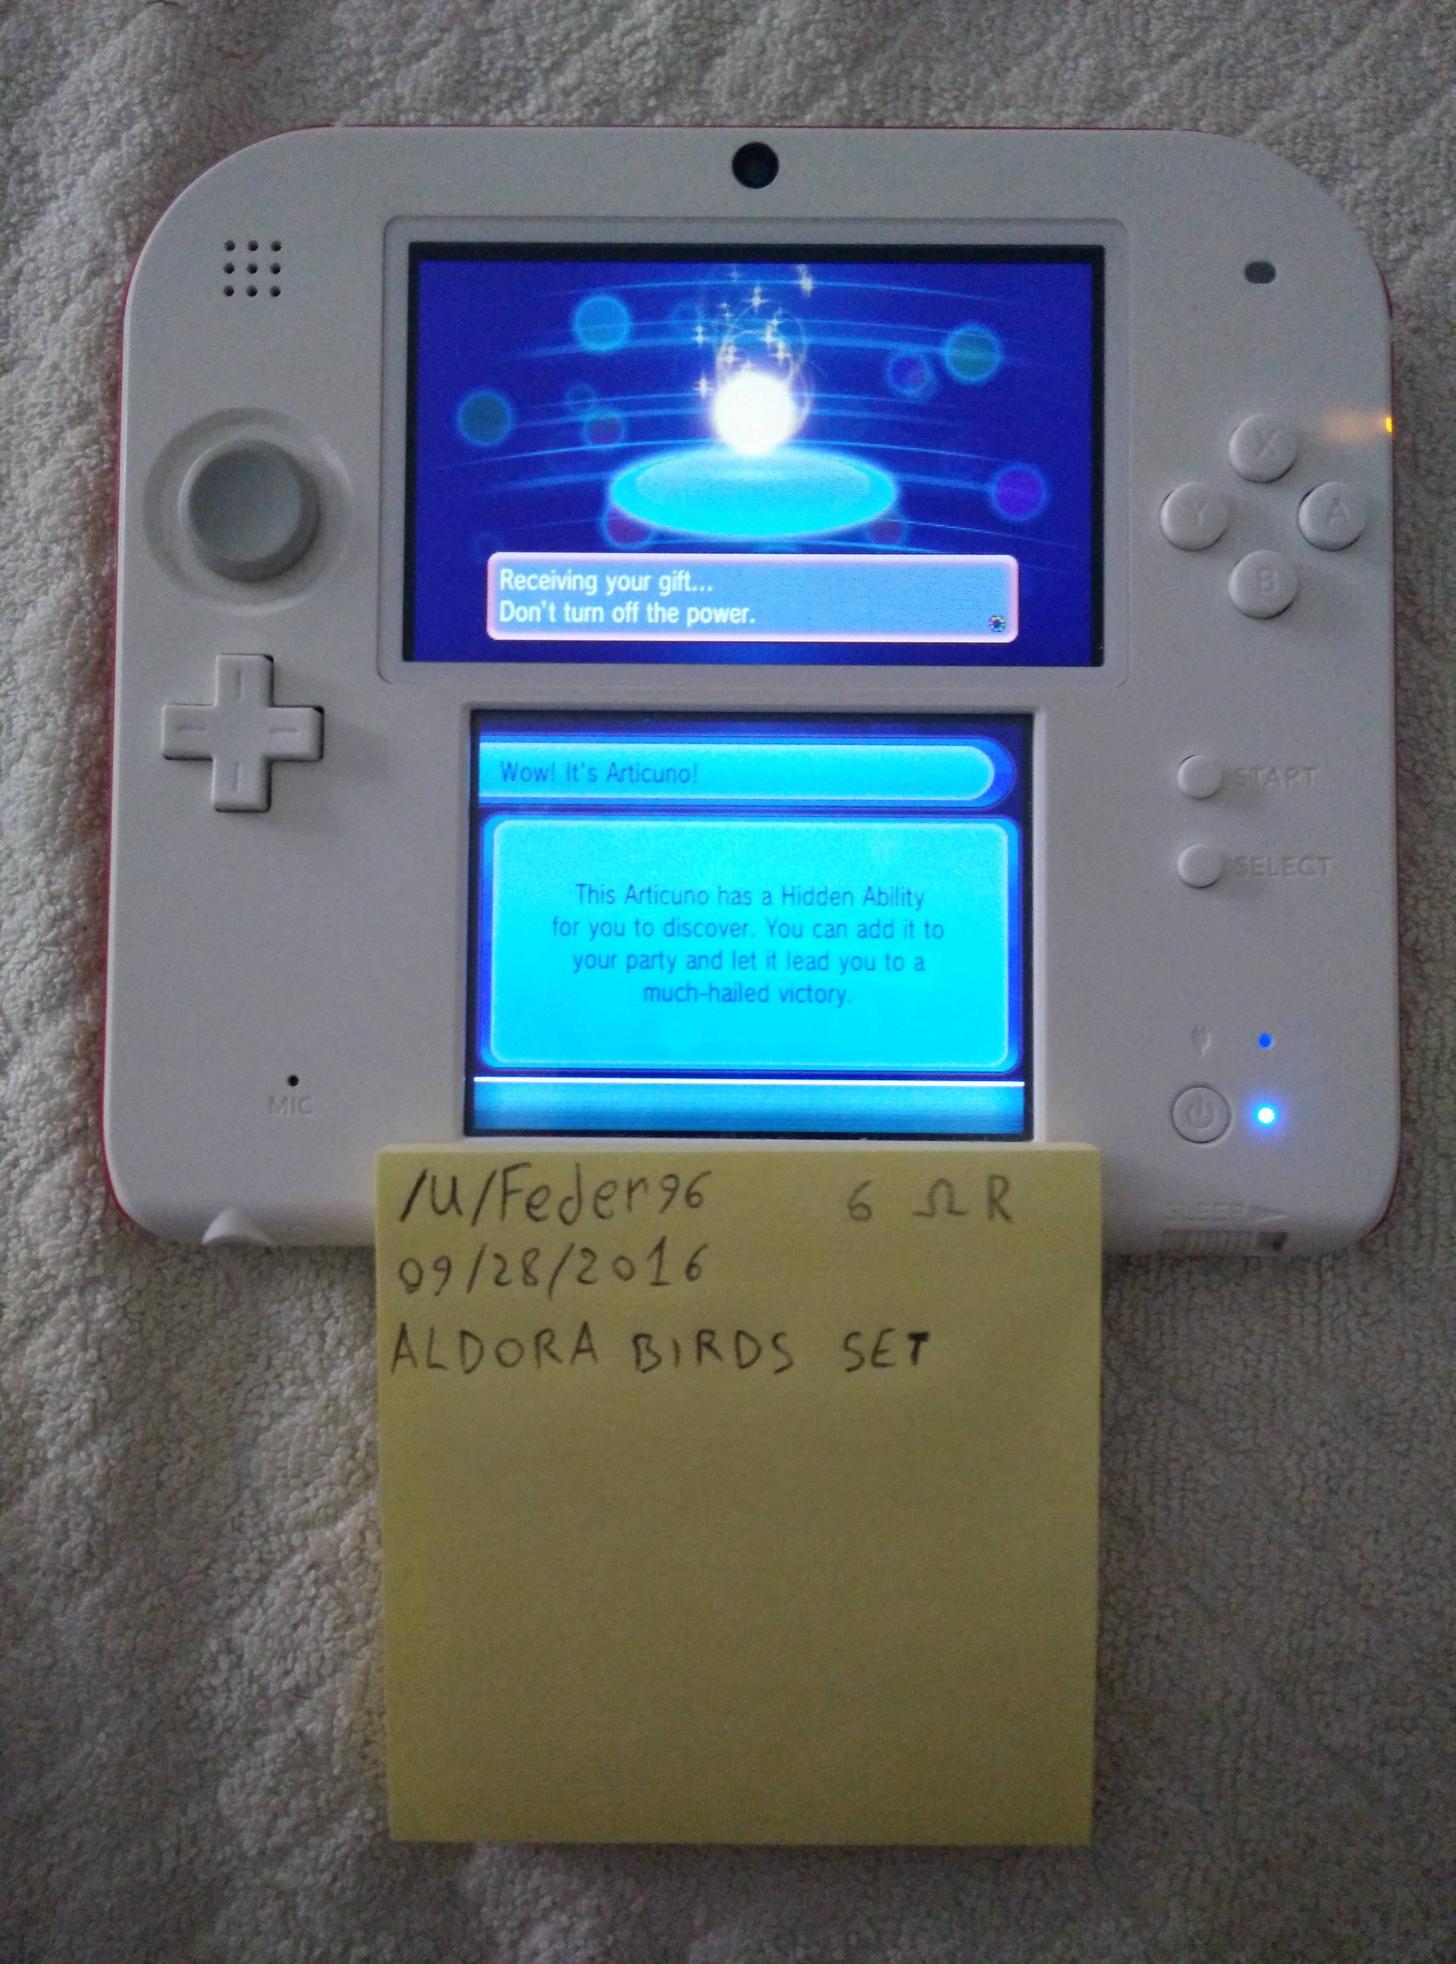 Receiving your gift...
Don't turn off the power.
X
Y
A
B
Wow! It's Articuno!
START
SELECT
This Articuno has a Hidden Ability
for you to discover. You can add it to
your party and let it lead you to a
much-hailed victory.
MIC
SLEEP
/U/Feder96 6 ΩR
09/28/2016
ALDORA BIRDS SET